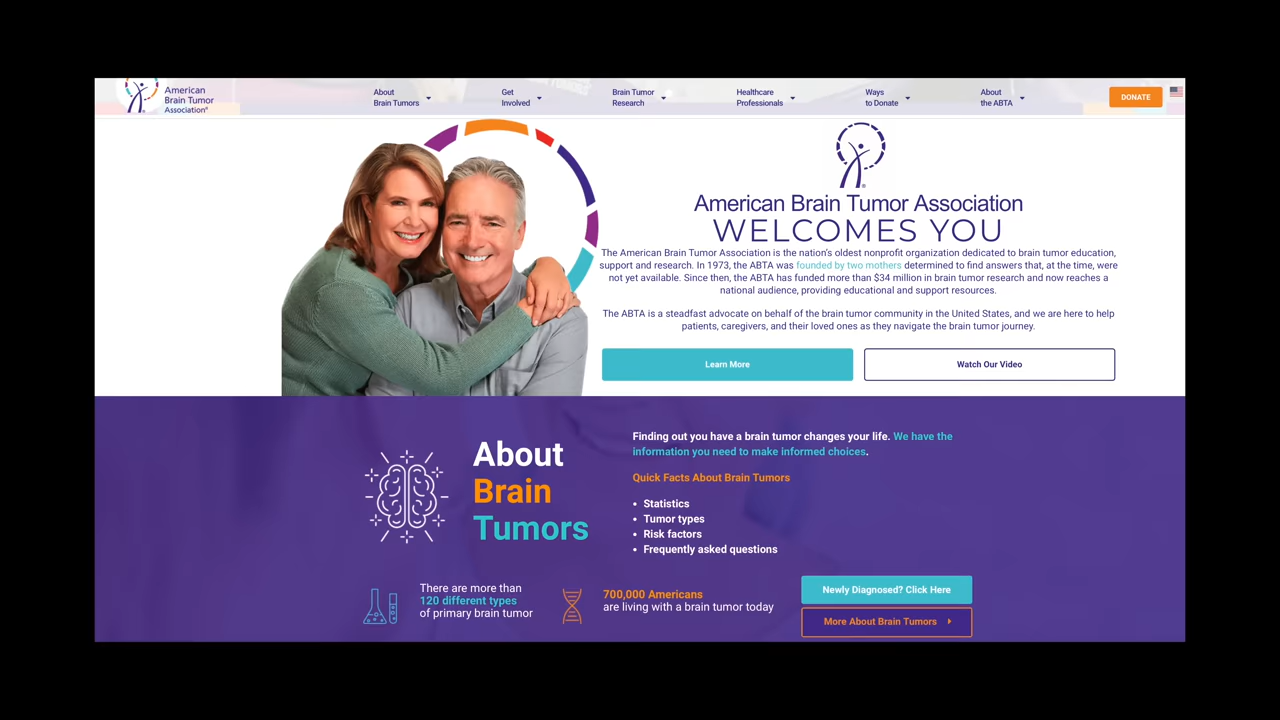 American
Brain Tumor
Association®
About
Brain Tumors
Get
Involved
Brain Tumor
Research
Healthcare
Professionals
Ways
to Donate
About
the ABTA
DONATE
American Brain Tumor Association
WELCOMES YOU
The American Brain Tumor Association is the nation's oldest nonprofit organization dedicated to brain tumor education,
support and research. In 1973, the ABTA was founded by two mothers determined to find answers that, at the time, were
not yet available. Since then, the ABTA has funded more than $34 million in brain tumor research and now reaches a
national audience, providing educational and support resources.
The ABTA is a steadfast advocate on behalf of the brain tumor community in the United States, and we are here to help
patients, caregivers, and their loved ones as they navigate the brain tumor journey.
Learn More
Watch Our Video
About
Brain
Tumors
Finding out you have a brain tumor changes your life. We have the
information you need to make informed choices.
Quick Facts About Brain Tumors
• Statistics
• Tumor types
• Risk factors
• Frequently asked questions
There are more than
120 different types
of primary brain tumor
700,000 Americans
are living with a brain tumor today
Newly Diagnosed? Click Here
More About Brain Tumors